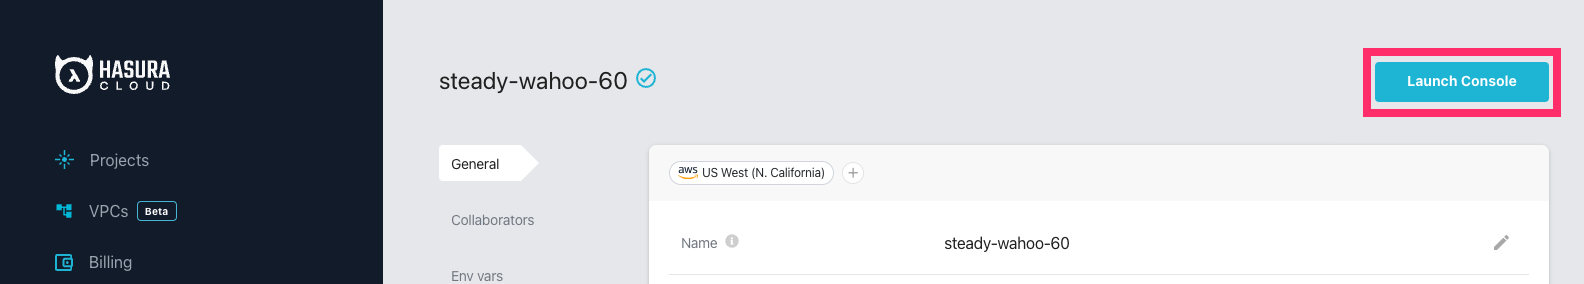 HASURA
CLOUD
Projects
VPCs Beta
Billing
steady-wahoo-60
Launch Console
General
Collaborators
Env vars
aws US West (N. California) +
Name steady-wahoo-60